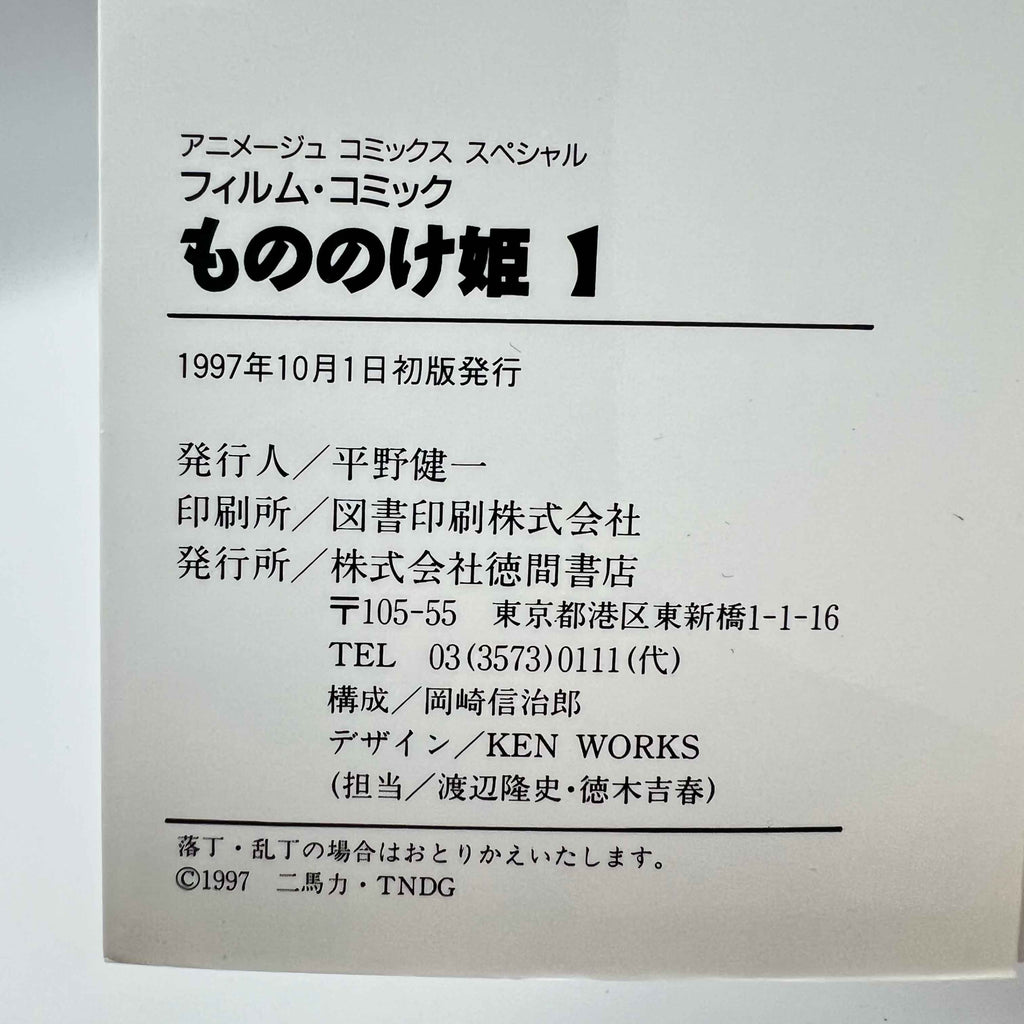 アニメージュ コミックス スペシャル
フィルム・コミック
もののけ姫 1
1997年10月1日初版発行
発行人／平野健一
印刷所／図書印刷株式会社
発行所／株式会社徳間書店
〒105-55　東京都港区東新橋1-1-16
TEL　03(3573)0111(代)
構成／岡崎信治郎
デザイン／KEN WORKS
(担当／渡辺隆史・徳木吉春)
落丁・乱丁の場合はおとりかえいたします。
©1997　二馬力・TNDG